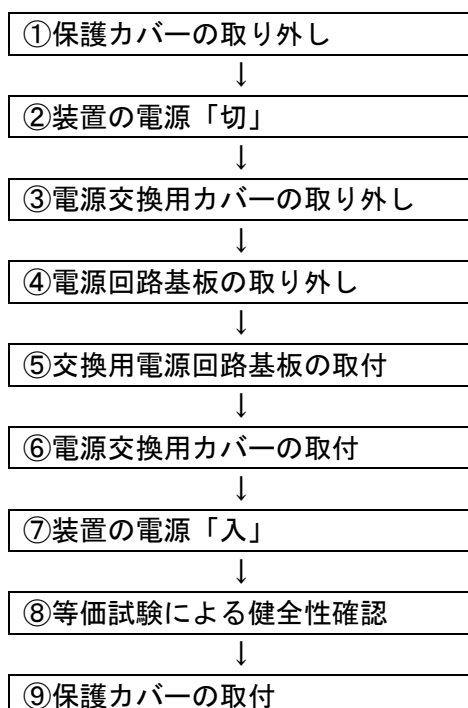 ①保護カバーの取り外し
↓
②装置の電源「切」
↓
③電源交換用カバーの取り外し
↓
④電源回路基板の取り外し
↓
⑤交換用電源回路基板の取付
↓
⑥電源交換用カバーの取付
↓
⑦装置の電源「入」
↓
⑧等価試験による健全性確認
↓
⑨保護カバーの取付